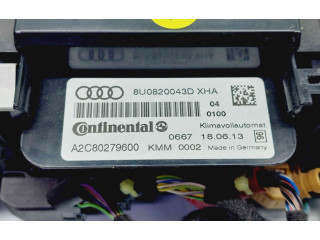 8U0820043D XHA
04
0100
Continental
Klimavollautomat
0667 18.06.13
A2C80279600 KMM 0002 Made in Germany